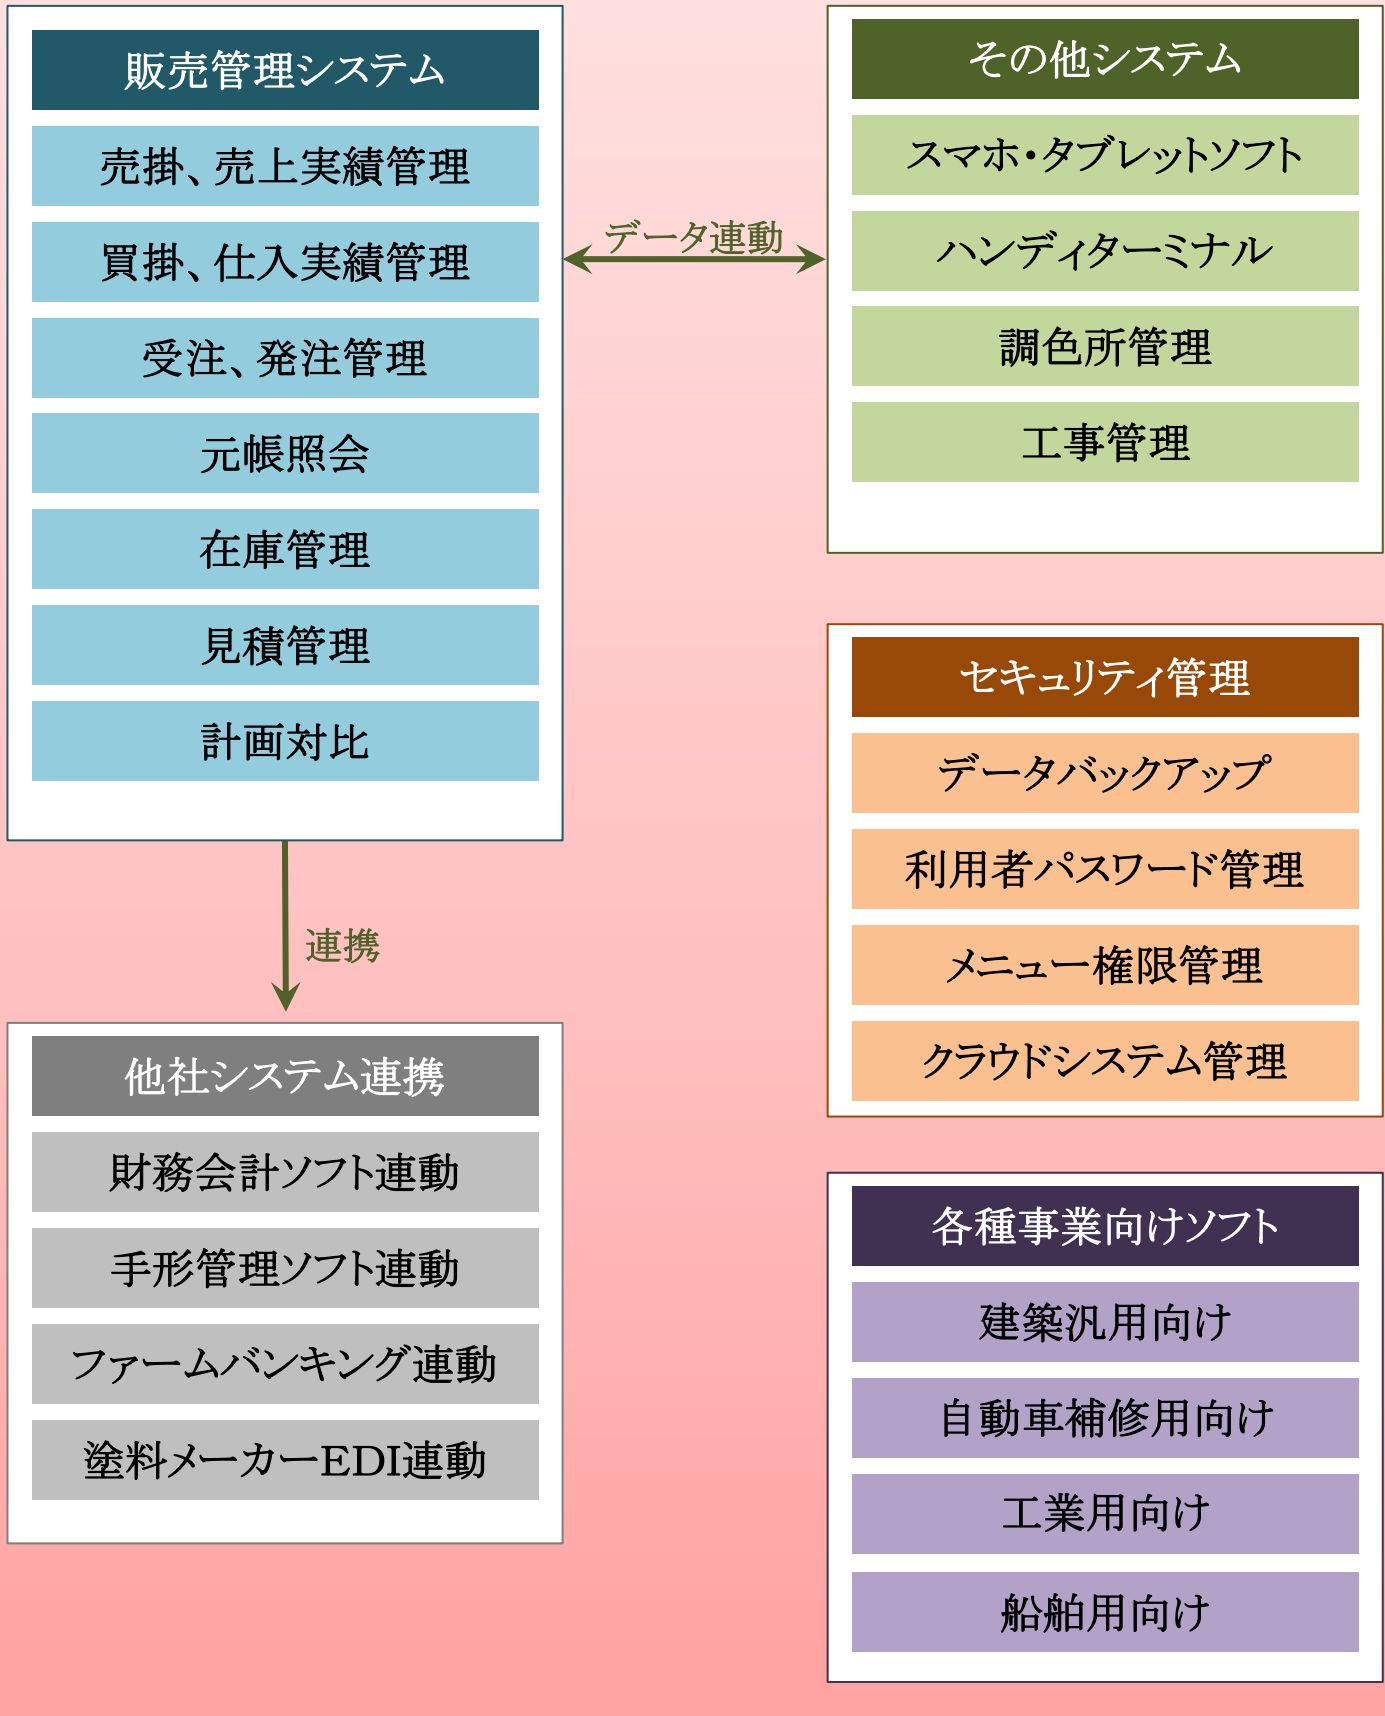 販売管理システム
売掛、売上実績管理
買掛、仕入実績管理
受注、発注管理
元帳照会
在庫管理
見積管理
計画対比
データ連動
その他システム
スマホ・タブレットソフト
ハンディターミナル
調色所管理
工事管理
連携
他社システム連携
財務会計ソフト連動
手形管理ソフト連動
ファームバンキング連動
塗料メーカーEDI連動
セキュリティ管理
データバックアップ
利用者パスワード管理
メニュー権限管理
クラウドシステム管理
各種事業向けソフト
建築汎用向け
自動車補修用向け
工業用向け
船舶用向け